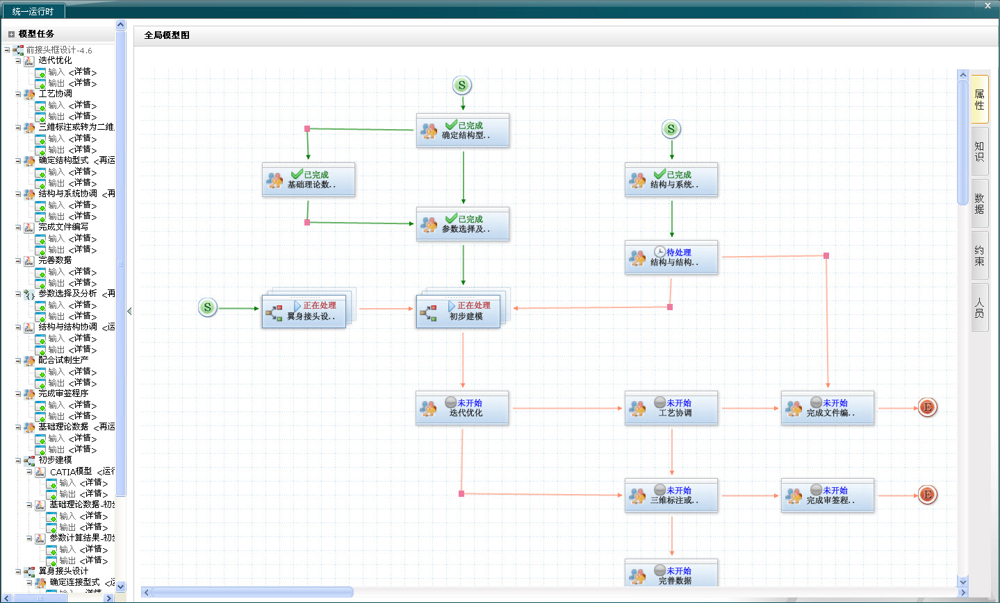 统一运行时
X
模型任务
前接头框设计-4.6
迭代优化
输入 <详情>
输出 <详情>
工艺协调
输入 <详情>
输出 <详情>
三维标注或转为二维
输入 <详情>
输出 <详情>
确定结构型式 <再运
输入 <详情>
输出 <详情>
结构与系统协调 <再
输入 <详情>
输出 <详情>
完成文件编写
输入 <详情>
输出 <详情>
完善数据
输入 <详情>
输出 <详情>
参数选择及分析 <再
输入 <详情>
输出 <详情>
结构与结构协调 <运
输入 <详情>
输出 <详情>
配合试制生产
输入 <详情>
输出 <详情>
完成审签程序
输入 <详情>
输出 <详情>
基础理论数据 <再运
输入 <详情>
输出 <详情>
初步建模
CATIA模型 <运行
输入 <详情>
输出 <详情>
基础理论数据-初步
输入 <详情>
输出 <详情>
参数计算结果-初步
输入 <详情>
输出 <详情>
翼身接头设计
确定连接型式 <运
全局模型图
S
已完成
确定结构型..
S
已完成
基础理论数..
已完成
结构与系统..
已完成
参数选择及..
待处理
结构与结构..
S
正在处理
翼身接头设..
正在处理
初步建模
未开始
迭代优化
未开始
工艺协调
未开始
完成文件编..
E
未开始
三维标注或..
未开始
完成审签程..
E
未开始
完善数据
属性
知识
数据
约束
人员